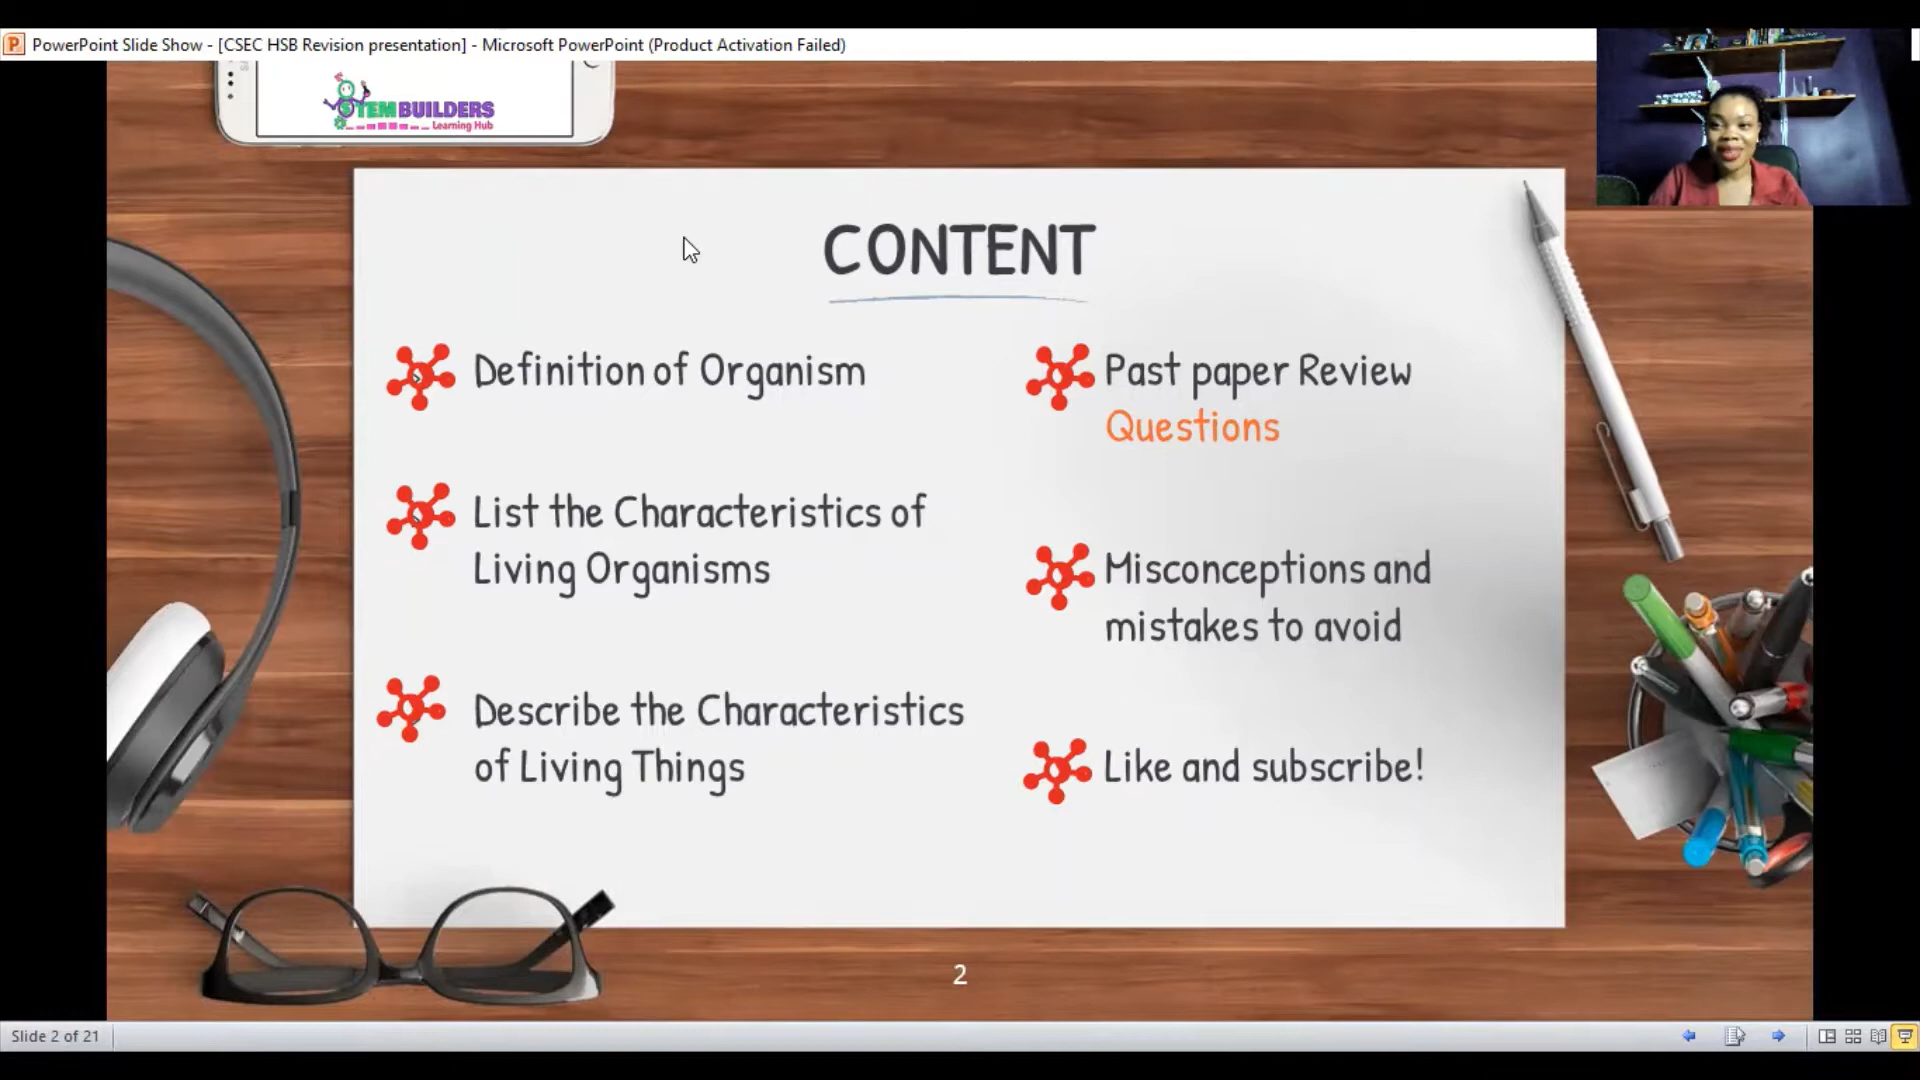 PowerPoint Slide Show - [CSEC HSB Revision presentation] - Microsoft PowerPoint (Product Activation Failed)
STEMBUILDERS
Learning Hub
CONTENT
Definition of Organism
List the Characteristics of
Living Organisms
Describe the Characteristics
of Living Things
Past paper Review
Questions
Misconceptions and
mistakes to avoid
Like and subscribe!
2
Slide 2 of 21